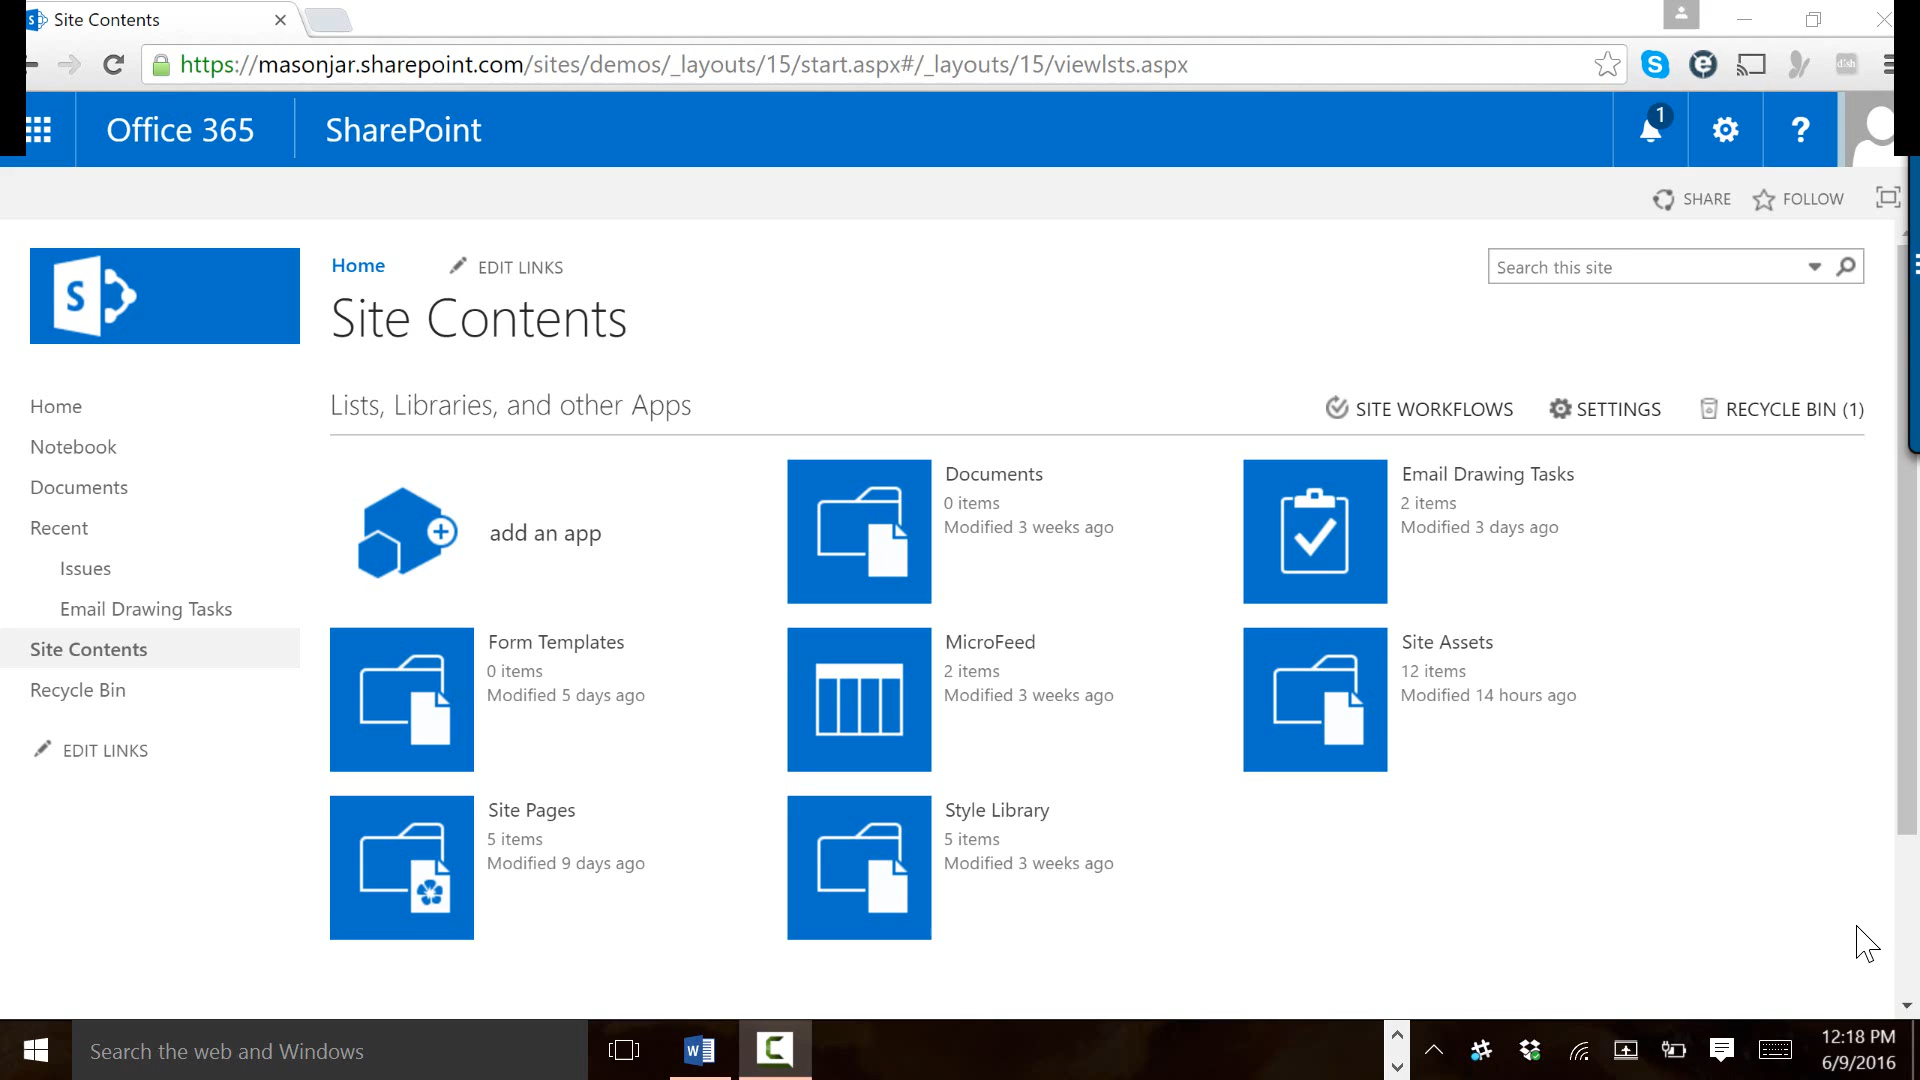 Site Contents
https://masonjar.sharepoint.com/sites/demos/_layouts/15/start.aspx#/_layouts/15/viewlsts.aspx
dish
Office 365
SharePoint
1
?
SHARE
FOLLOW
S
Home
EDIT LINKS
Search this site
Site Contents
Home
Notebook
Documents
Recent
Issues
Email Drawing Tasks
Site Contents
Recycle Bin
EDIT LINKS
Lists, Libraries, and other Apps
SITE WORKFLOWS
SETTINGS
RECYCLE BIN (1)
add an app
Documents
0 items
Modified 3 weeks ago
Email Drawing Tasks
2 items
Modified 3 days ago
Form Templates
0 items
Modified 5 days ago
MicroFeed
2 items
Modified 3 weeks ago
Site Assets
12 items
Modified 14 hours ago
Site Pages
5 items
Modified 9 days ago
Style Library
5 items
Modified 3 weeks ago
Search the web and Windows
12:18 PM
6/9/2016